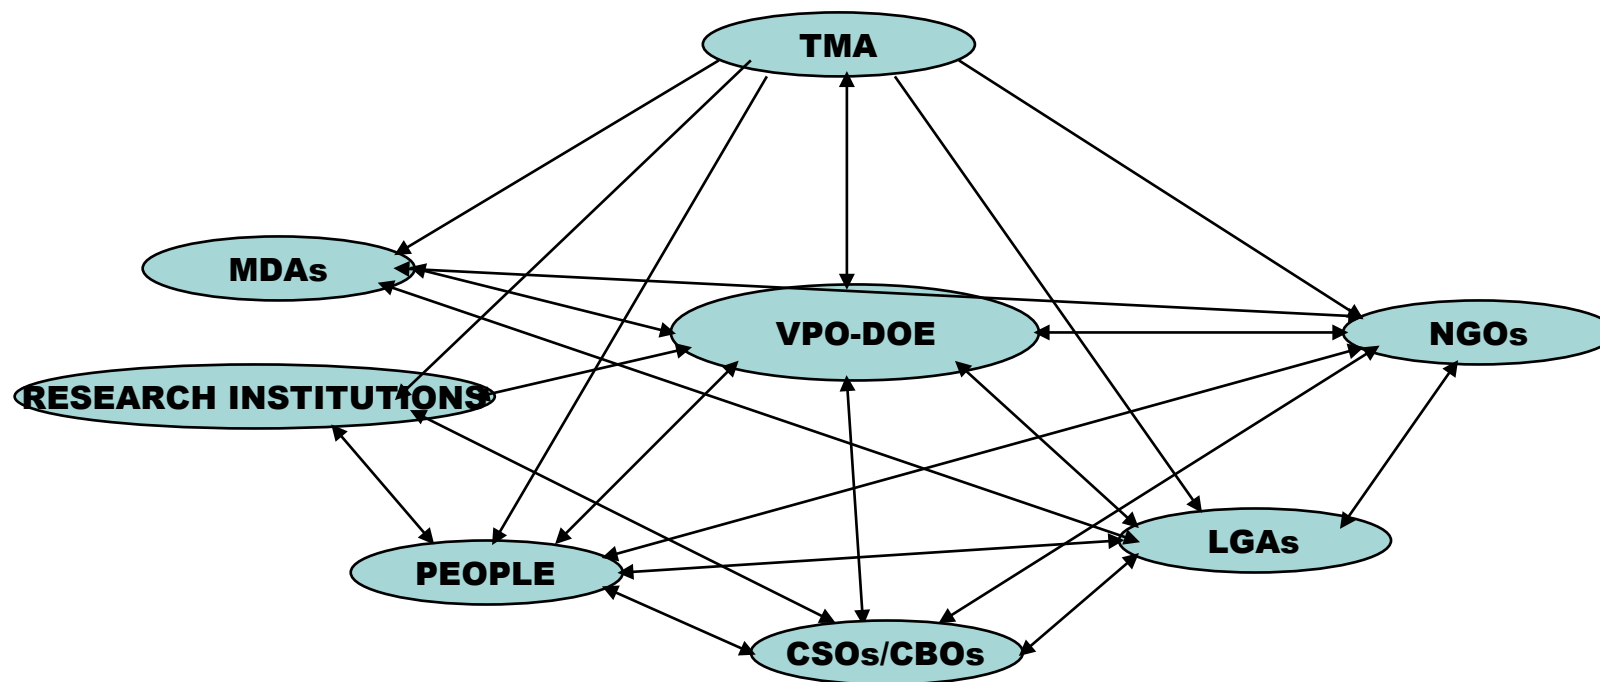 TMA
MDAs
VPO-DOE
NGOs
RESEARCH INSTITUTIONS
LGAs
PEOPLE
CSOs/CBOs